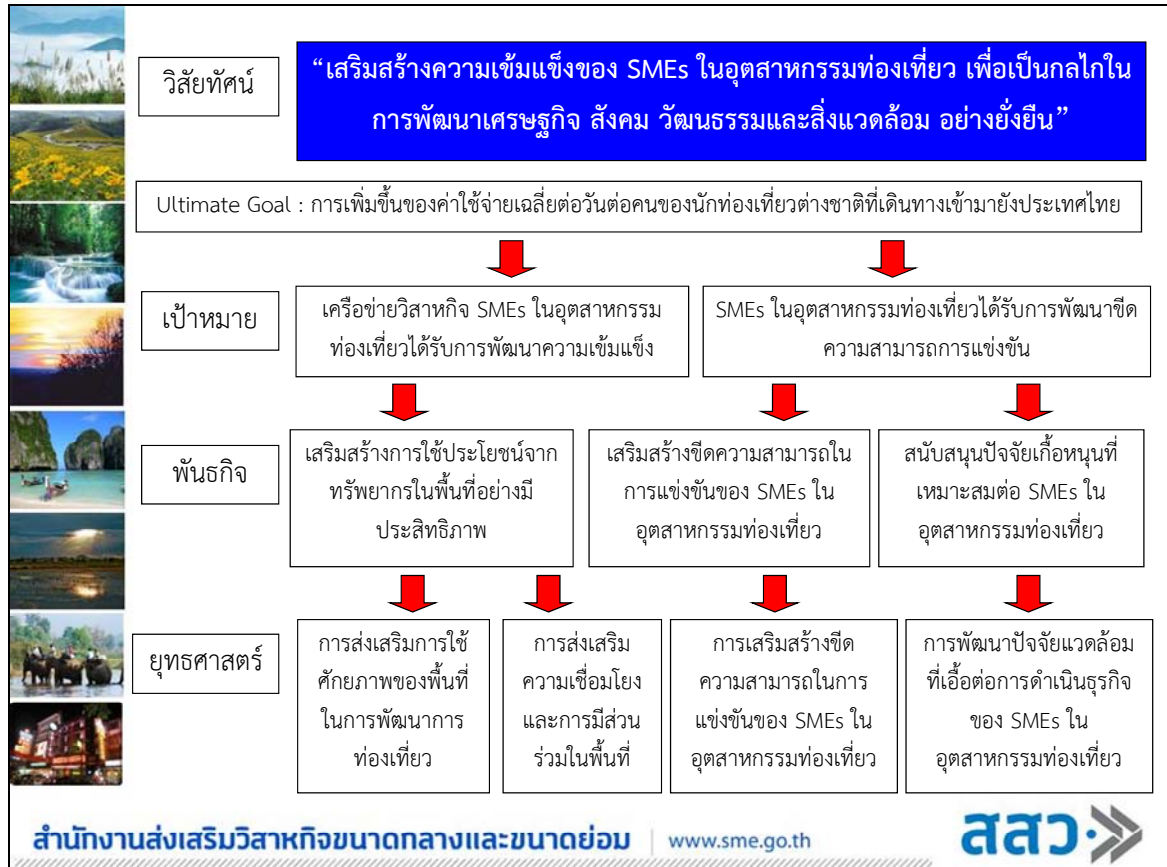 วิสัยทัศน์
“เสริมสร้างความเข้มแข็งของ SMEs ในอุตสาหกรรมท่องเที่ยว เพื่อเป็นกลไกใน
การพัฒนาเศรษฐกิจ สังคม วัฒนธรรมและสิ่งแวดล้อม อย่างยั่งยืน”
Ultimate Goal : การเพิ่มขึ้นของค่าใช้จ่ายเฉลี่ยต่อวันต่อคนของนักท่องเที่ยวต่างชาติที่เดินทางเข้ามายังประเทศไทย
เป้าหมาย
เครือข่ายวิสาหกิจ SMEs ในอุตสาหกรรม
ท่องเที่ยวได้รับการพัฒนาความเข้มแข็ง
SMEs ในอุตสาหกรรมท่องเที่ยวได้รับการพัฒนาขีด
ความสามารถการแข่งขัน
พันธกิจ
เสริมสร้างการใช้ประโยชน์จาก
ทรัพยากรในพื้นที่อย่างมี
ประสิทธิภาพ
เสริมสร้างขีดความสามารถใน
การแข่งขันของ SMEs ใน
อุตสาหกรรมท่องเที่ยว
สนับสนุนปัจจัยเกื้อหนุนที่
เหมาะสมต่อ SMEs ใน
อุตสาหกรรมท่องเที่ยว
ยุทธศาสตร์
การส่งเสริมการใช้
ศักยภาพของพื้นที่
ในการพัฒนาการ
ท่องเที่ยว
การส่งเสริม
ความเชื่อมโยง
และการมีส่วน
ร่วมในพื้นที่
การเสริมสร้างขีด
ความสามารถในการ
แข่งขันของ SMEs ใน
อุตสาหกรรมท่องเที่ยว
การพัฒนาปัจจัยแวดล้อม
ที่เอื้อต่อการดำเนินธุรกิจ
ของ SMEs ใน
อุตสาหกรรมท่องเที่ยว
สำนักงานส่งเสริมวิสาหกิจขนาดกลางและขนาดย่อม
www.sme.go.th
สสว